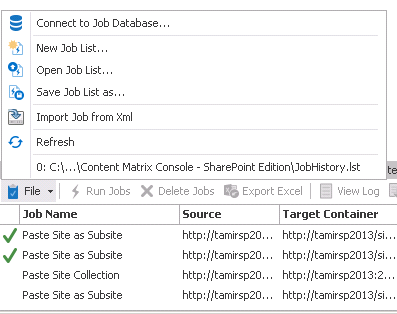 Connect to Job Database...
New Job List...
Open Job List...
Save Job List as...
Import Job from Xml
Refresh
0: C:\...\Content Matrix Console - SharePoint Edition\JobHistory.lst
File Run Jobs Delete Jobs Export Excel View Log
Job Name Source Target Container
Paste Site as Subsite http://tamirsp20... http://tamirsp2013/si...
Paste Site as Subsite http://tamirsp20... http://tamirsp2013/si...
Paste Site Collection http://tamirsp20... http://tamirsp2013:2...
Paste Site as Subsite http://tamirsp20... http://tamirsp2013/si...